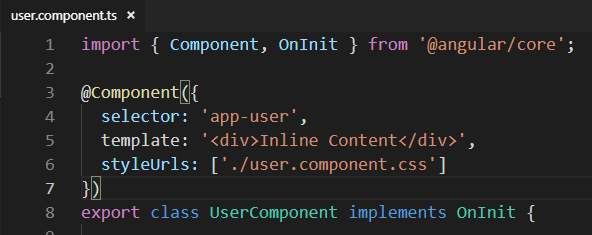 user.component.ts ×
1 import { Component, OnInit } from '@angular/core';
2
3 @Component({
4   selector: 'app-user',
5   template: '<div>Inline Content</div>',
6   styleUrls: ['./user.component.css']
7 })
8 export class UserComponent implements OnInit {